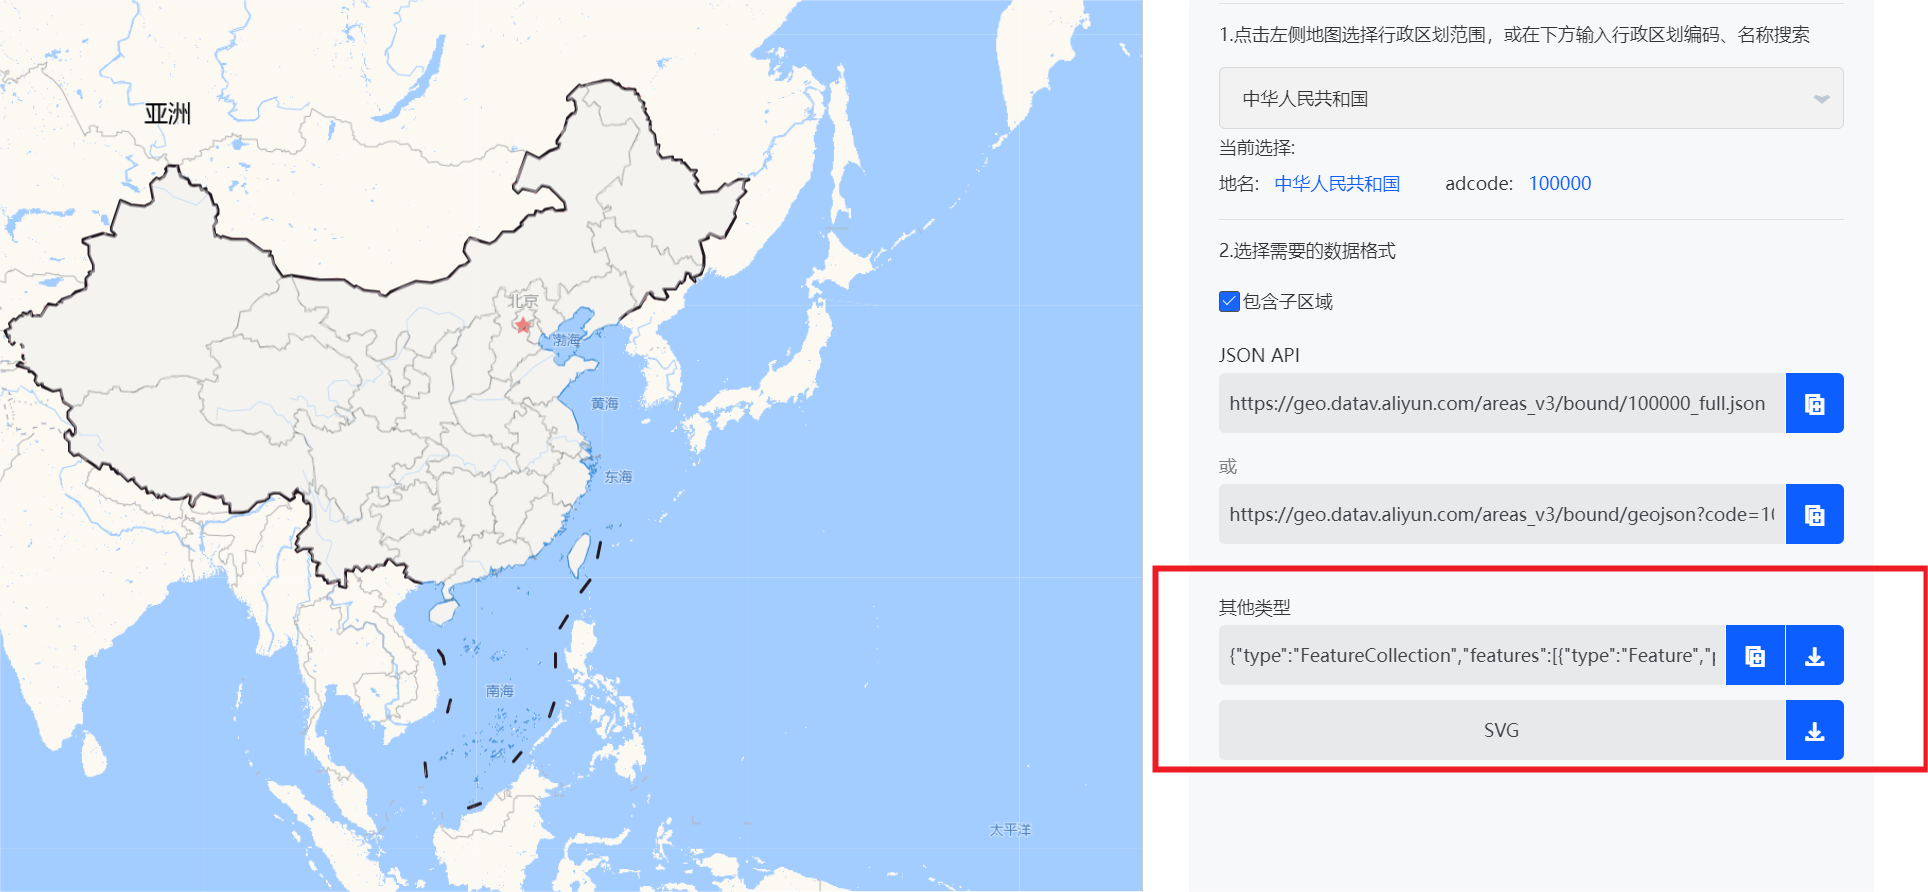 亚洲
北京
渤海
黄海
东海
南海
太平洋
1.点击左侧地图选择行政区划范围，或在下方输入行政区划编码、名称搜索
中华人民共和国
当前选择:
地名: 中华人民共和国 adcode: 100000
2.选择需要的数据格式
包含子区域
JSON API
https://geo.datav.aliyun.com/areas_v3/bound/100000_full.json
或
https://geo.datav.aliyun.com/areas_v3/bound/geojson?code=10
其他类型
{"type":"FeatureCollection","features":[{"type":"Feature","p
SVG